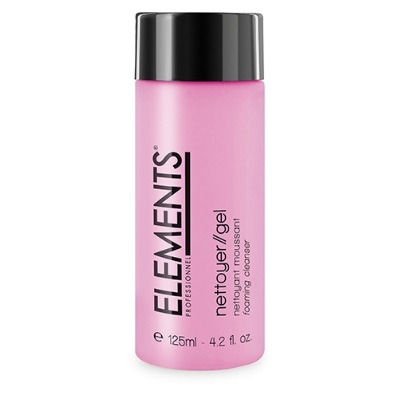 ELEMENTS®
PROFESSIONNEL
nettoyer//gel
nettoyant moussant
foaming cleanser
e 125ml - 4.2 fl. oz.